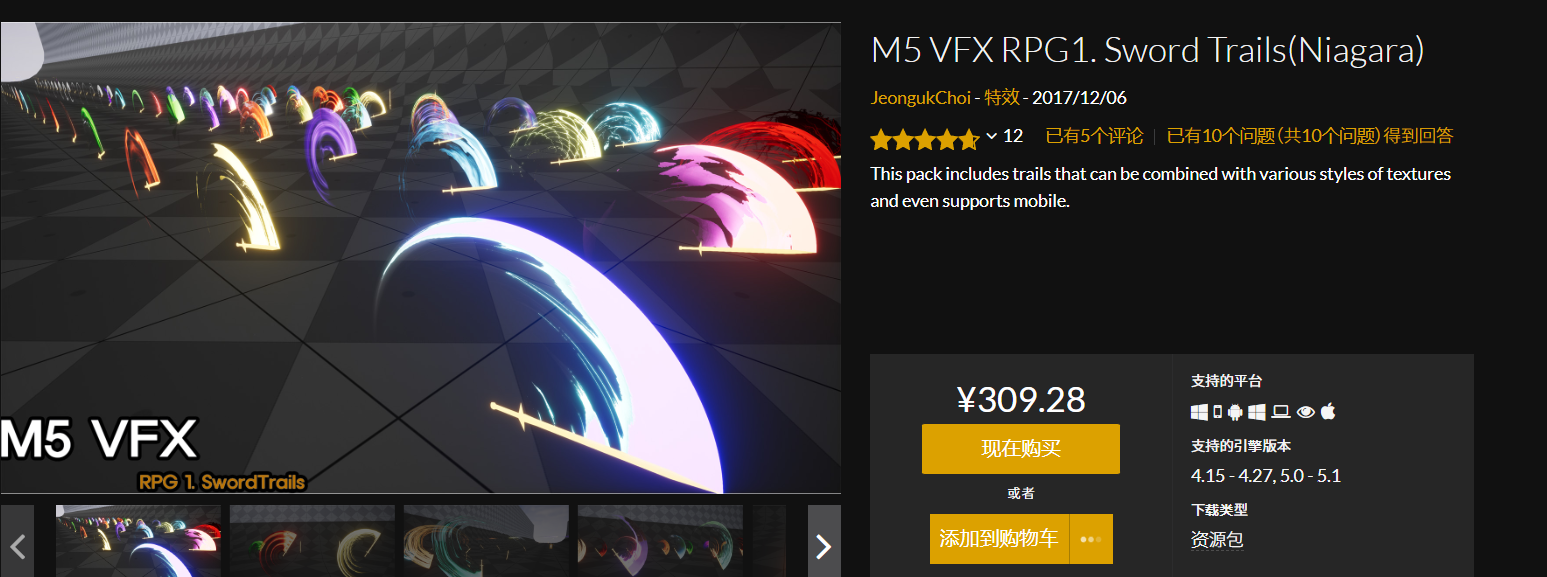 M5 VFX RPG1. Sword Trails(Niagara)
JeongukChoi - 特效 - 2017/12/06
12 已有5个评论 已有10个问题 (共10个问题) 得到回答
This pack includes trails that can be combined with various styles of textures
and even supports mobile.
M5 VFX
RPG 1. SwordTrails
¥309.28
现在购买
或者
添加到购物车
支持的平台
支持的引擎版本
4.15 - 4.27, 5.0 - 5.1
下载类型
资源包